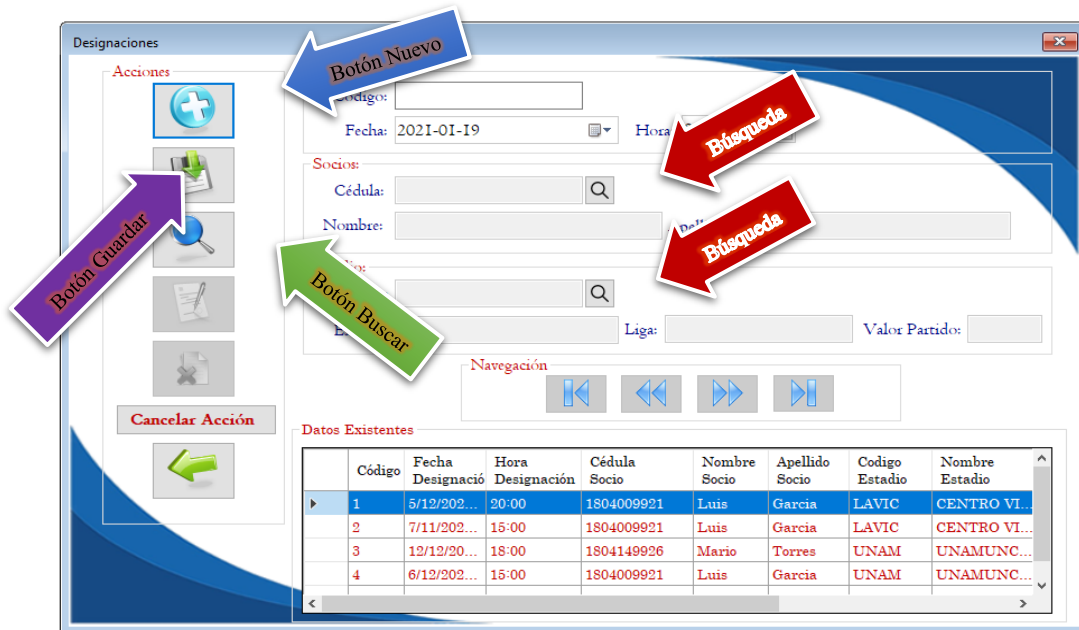 Designaciones
Acciones
Botón Nuevo
Código:
Fecha: 2021-01-19
Hora
Búsqueda
Socios:
Cédula:
Nombre:
Búsqueda
Botón Guardar
Botón Buscar
Liga:
Valor Partido:
Navegación
Cancelar Acción
Datos Existentes
Código Fecha Designació Hora Designación Cédula Socio Nombre Socio Apellido Socio Codigo Estadio Nombre Estadio
1 5/12/202... 20:00 1804009921 Luis Garcia LAVIC CENTRO VI...
2 7/11/202... 15:00 1804009921 Luis Garcia LAVIC CENTRO VI...
3 12/12/20... 18:00 1804149926 Mario Torres UNAM UNAMUNC...
4 6/12/202... 15:00 1804009921 Luis Garcia UNAM UNAMUNC...